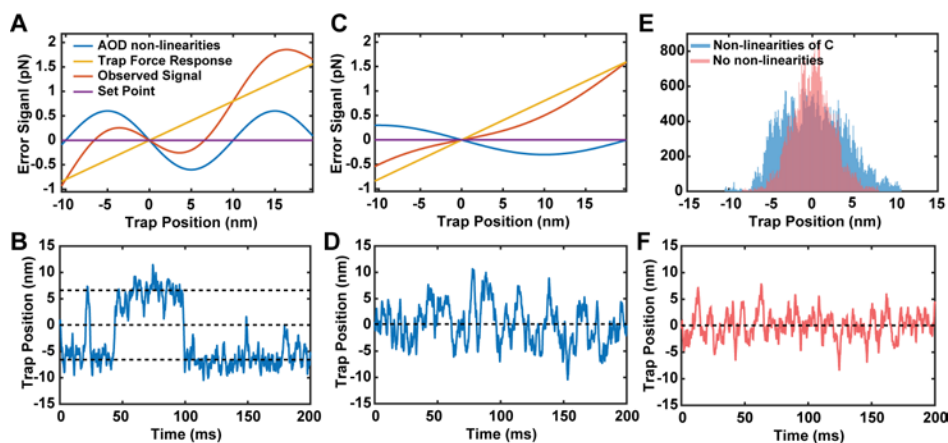 A
AOD non-linearities
Trap Force Response
Observed Signal
Set Point
Error Siganl (pN)
2
1.5
1
0.5
0
-0.5
1
-10 -5 0 5 10 15
Trap Position (nm)
C
Error Siganl (pN)
2
1.5
1
0.5
0
-0.5
1
-10 -5 0 5 10 15
Trap Position (nm)
E
Non-linearities of C
No non-linearities
800
600
400
200
0
-15 -10 -5 0 5 10 15
Trap Position (nm)
B
Trap Position (nm)
15
10
5
0
-5
-10
-15
0 50 100 150 200
Time (ms)
D
Trap Position (nm)
15
10
5
0
-5
-10
-15
0 50 100 150 200
Time (ms)
F
Trap Position (nm)
15
10
5
0
-5
-10
-15
0 50 100 150 200
Time (ms)